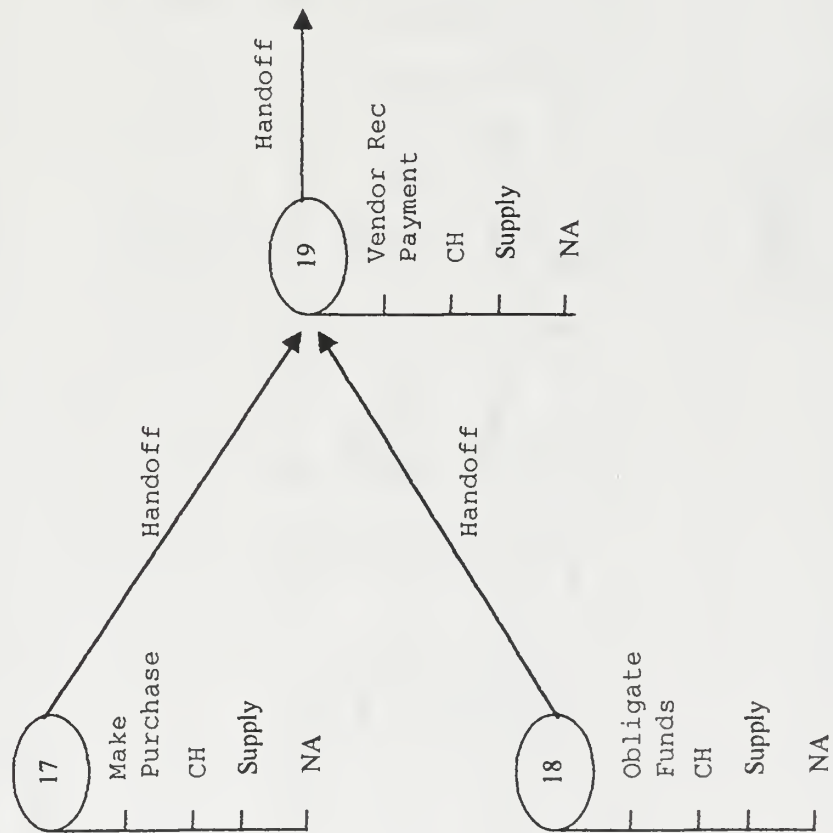 17
Make
Purchase
CH
Supply
NA
Handoff
18
Obligate
Funds
CH
Supply
NA
Handoff
19
Vendor Rec
Payment
CH
Supply
NA
Handoff